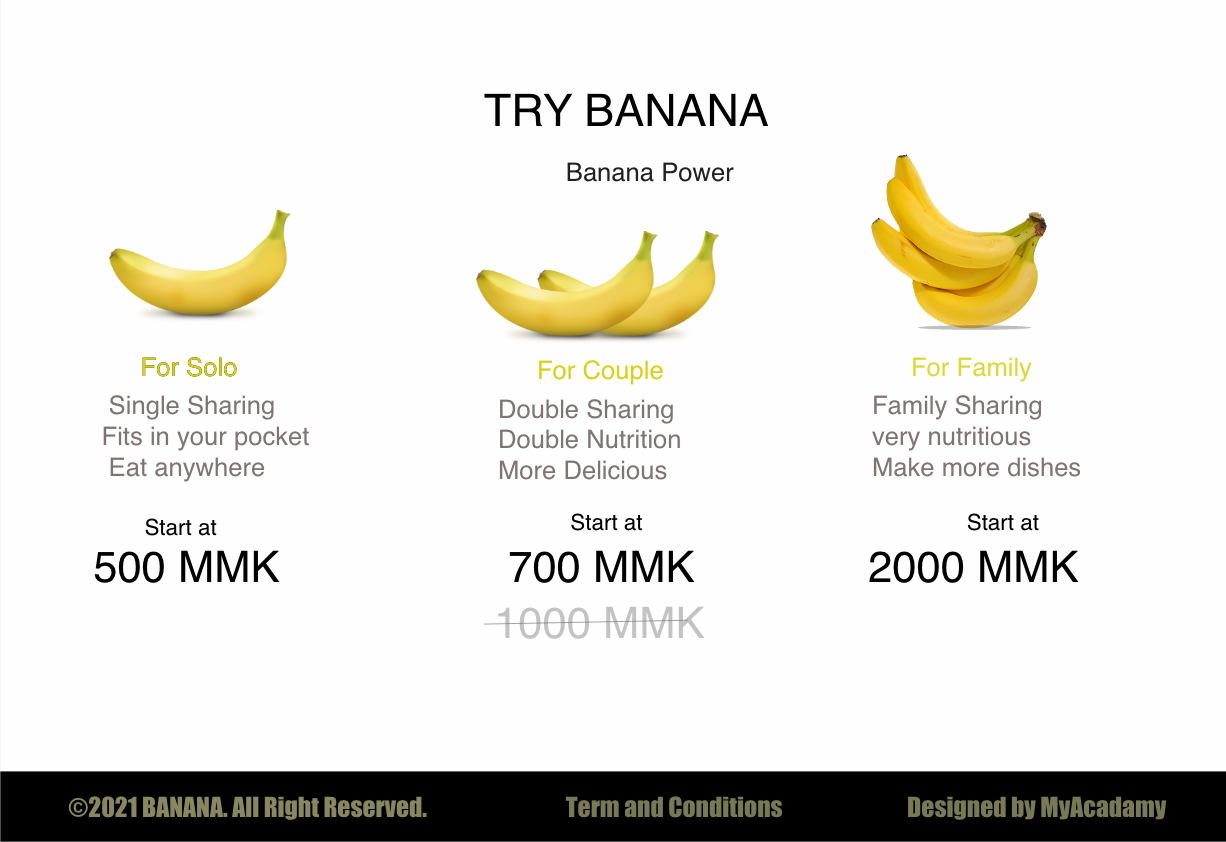 TRY BANANA
Banana Power
For Solo
Single Sharing
Fits in your pocket
Eat anywhere
Start at
500 MMK
For Couple
Double Sharing
Double Nutrition
More Delicious
Start at
700 MMK
1000 MMK
For Family
Family Sharing
very nutritious
Make more dishes
Start at
2000 MMK
©2021 BANANA. All Right Reserved.
Term and Conditions
Designed by MyAcadamy